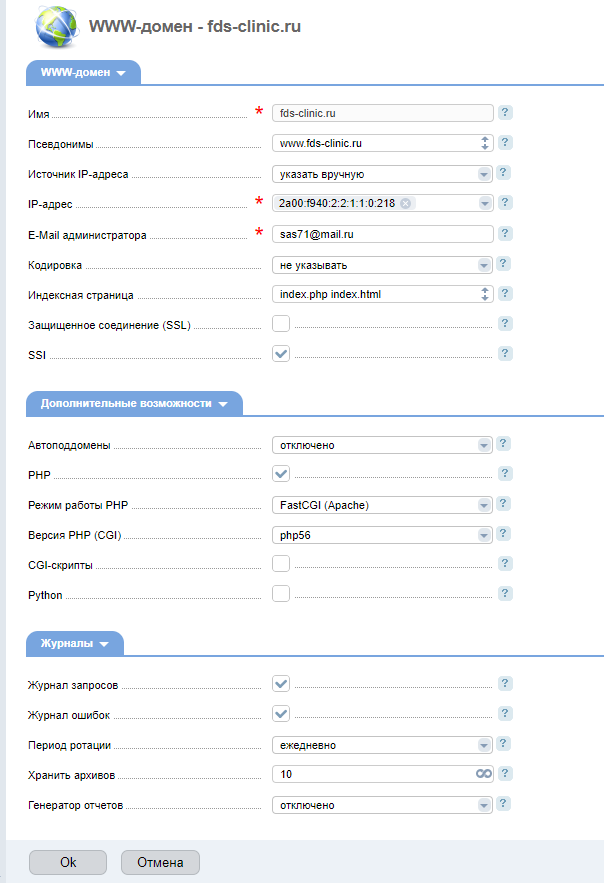 WWW-домен - fds-clinic.ru
WWW-домен
Имя * fds-clinic.ru ?
Псевдонимы www.fds-clinic.ru ?
Источник IP-адреса указать вручную ?
IP-адрес * 2a00:f940:2:2:1:1:0:218 ?
E-Mail администратора * sas71@mail.ru ?
Кодировка не указывать ?
Индексная страница index.php index.html ?
Защищенное соединение (SSL) ?
SSI ?
Дополнительные возможности
Автоподдомены отключено ?
PHP ?
Режим работы PHP FastCGI (Apache) ?
Версия PHP (CGI) php56 ?
CGI-скрипты ?
Python ?
Журналы
Журнал запросов ?
Журнал ошибок ?
Период ротации ежедневно ?
Хранить архивов 10 ?
Генератор отчетов отключено ?
Ok Отмена